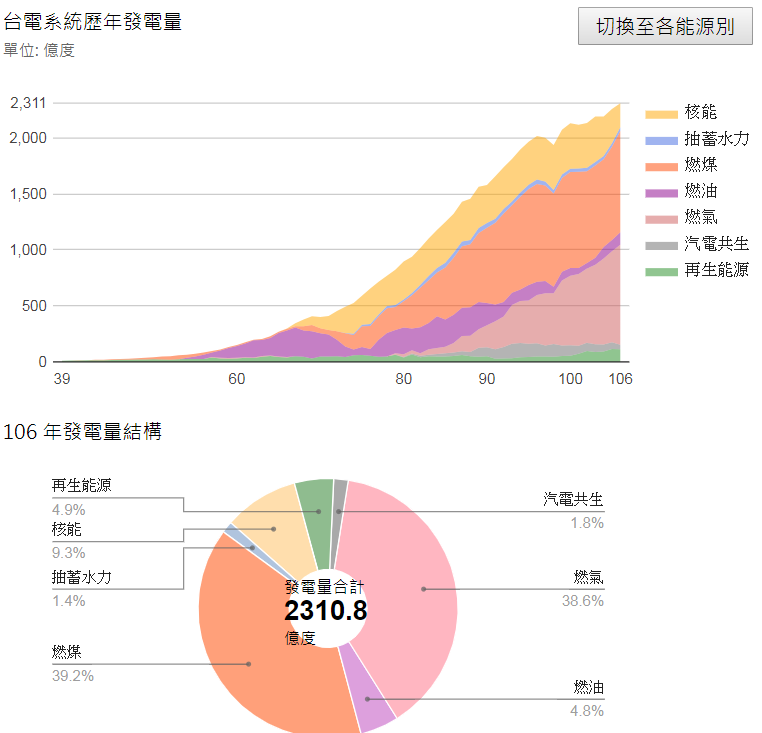 台電系統歷年發電量
切換至各能源別
單位: 億度
2,311
2,000
1,500
1,000
500
0
39
60
80
90
100
106
核能
抽蓄水力
燃煤
燃油
燃氣
汽電共生
再生能源
106 年發電量結構
再生能源
4.9%
核能
9.3%
抽蓄水力
1.4%
燃煤
39.2%
發電量合計
2310.8
億度
汽電共生
1.8%
燃氣
38.6%
燃油
4.8%